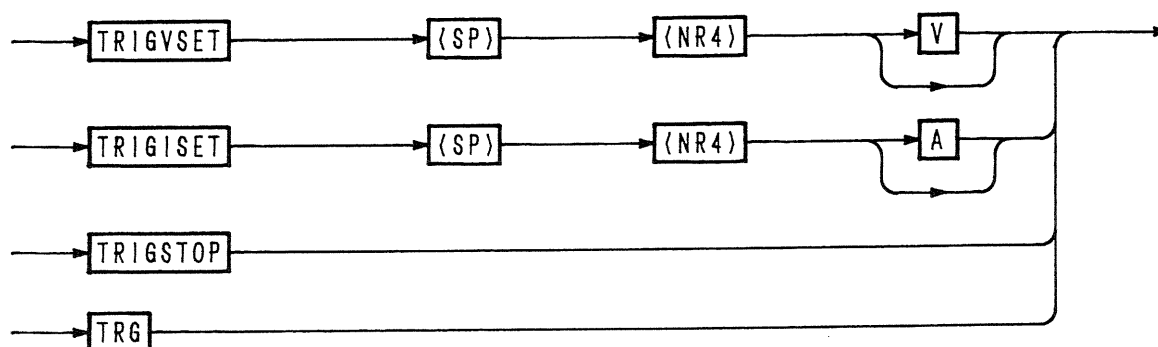 TRIGVSET ⟨SP⟩ ⟨NR4⟩ V
TRIGISET ⟨SP⟩ ⟨NR4⟩ A
TRIGSTOP
TRG